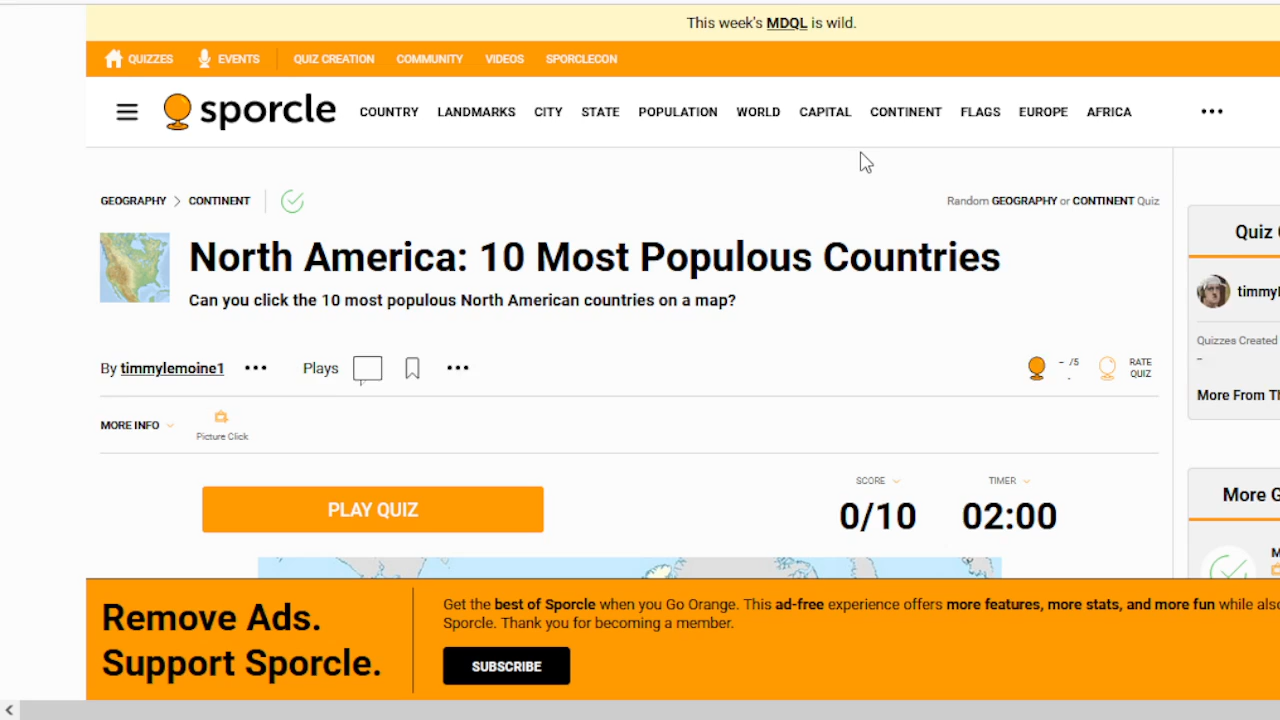 This week's MDQL is wild.
QUIZZES EVENTS QUIZ CREATION COMMUNITY VIDEOS SPORCLECON
sporcle COUNTRY LANDMARKS CITY STATE POPULATION WORLD CAPITAL CONTINENT FLAGS EUROPE AFRICA
GEOGRAPHY CONTINENT
Random GEOGRAPHY or CONTINENT Quiz
North America: 10 Most Populous Countries
Can you click the 10 most populous North American countries on a map?
By timmylemoine1 Plays
- /5
-
RATE
QUIZ
MORE INFO
Picture Click
PLAY QUIZ
SCORE
0/10
TIMER
02:00
Quiz
timmyl
Quizzes Created
-
More From Th
More G
M
Remove Ads.
Support Sporcle.
Get the best of Sporcle when you Go Orange. This ad-free experience offers more features, more stats, and more fun while also
Sporcle. Thank you for becoming a member.
SUBSCRIBE